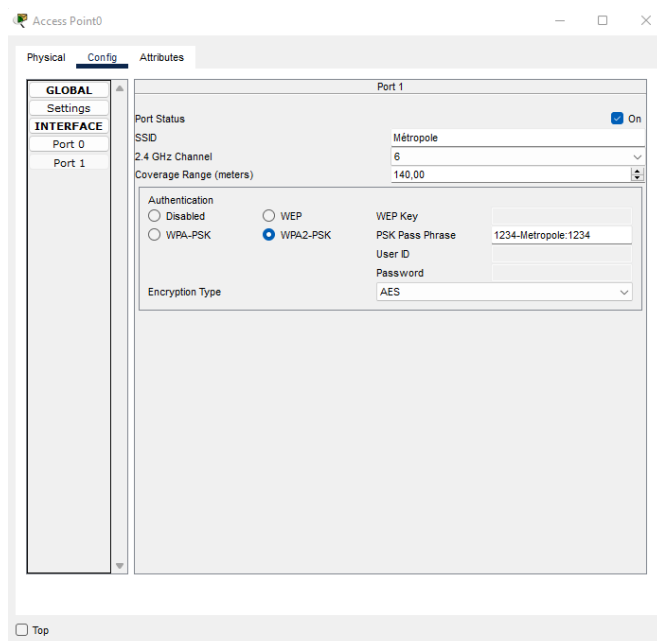 Access Point0
Physical Config Attributes
GLOBAL
Settings
INTERFACE
Port 0
Port 1
Port 1
Port Status On
SSID Métropole
2.4 GHz Channel 6
Coverage Range (meters) 140,00
Authentication
Disabled WEP WEP Key
WPA-PSK WPA2-PSK PSK Pass Phrase 1234-Metropole:1234
User ID
Password
Encryption Type AES
Top